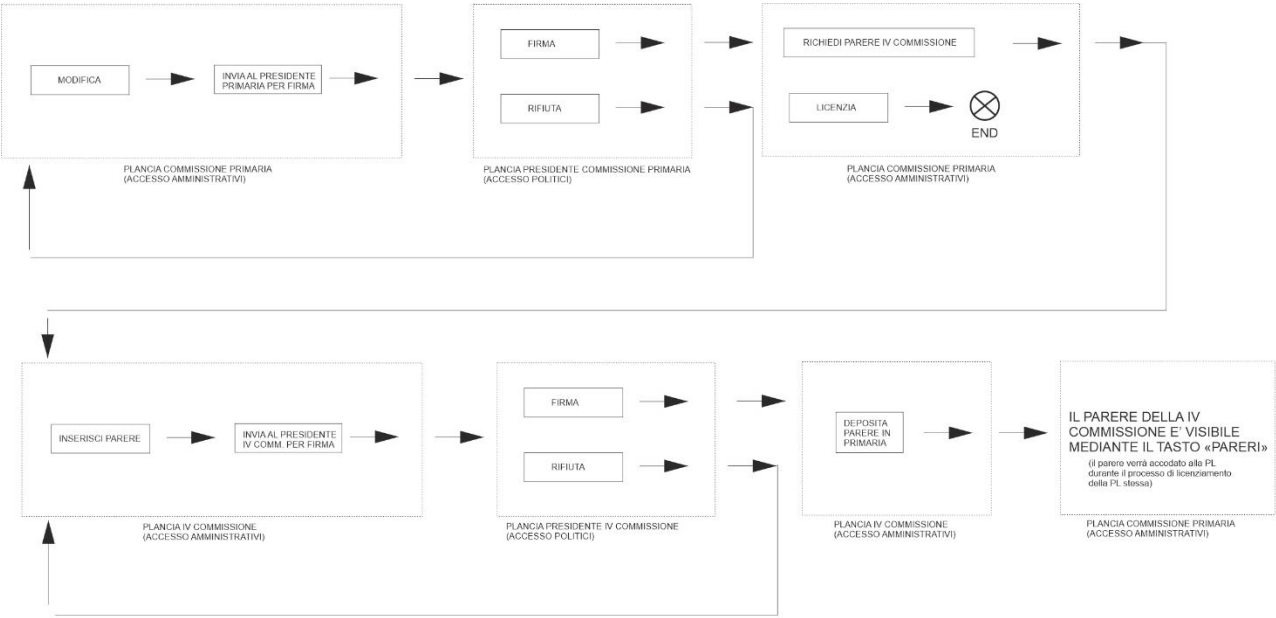 MODIFICA
INVIA AL PRESIDENTE
PRIMARIA PER FIRMA
PLANCIA COMMISSIONE PRIMARIA
(ACCESSO AMMINISTRATIVI)
FIRMA
RIFIUTA
PLANCIA PRESIDENTE COMMISSIONE PRIMARIA
(ACCESSO POLITICI)
RICHIEDI PARERE IV COMMISSIONE
LICENZIA
END
PLANCIA COMMISSIONE PRIMARIA
(ACCESSO AMMINISTRATIVI)
INSERISCI PARERE
INVIA AL PRESIDENTE
IV COMM. PER FIRMA
PLANCIA IV COMMISSIONE
(ACCESSO AMMINISTRATIVI)
FIRMA
RIFIUTA
PLANCIA PRESIDENTE IV COMMISSIONE
(ACCESSO POLITICI)
DEPOSITA
PARERE IN
PRIMARIA
PLANCIA IV COMMISSIONE
(ACCESSO AMMINISTRATIVI)
IL PARERE DELLA IV
COMMISSIONE E' VISIBILE
MEDIANTE IL TASTO «PARERI»
(il parere verrà accodato alla PL
durante il processo di licenziamento
della PL stessa)
PLANCIA COMMISSIONE PRIMARIA
(ACCESSO AMMINISTRATIVI)